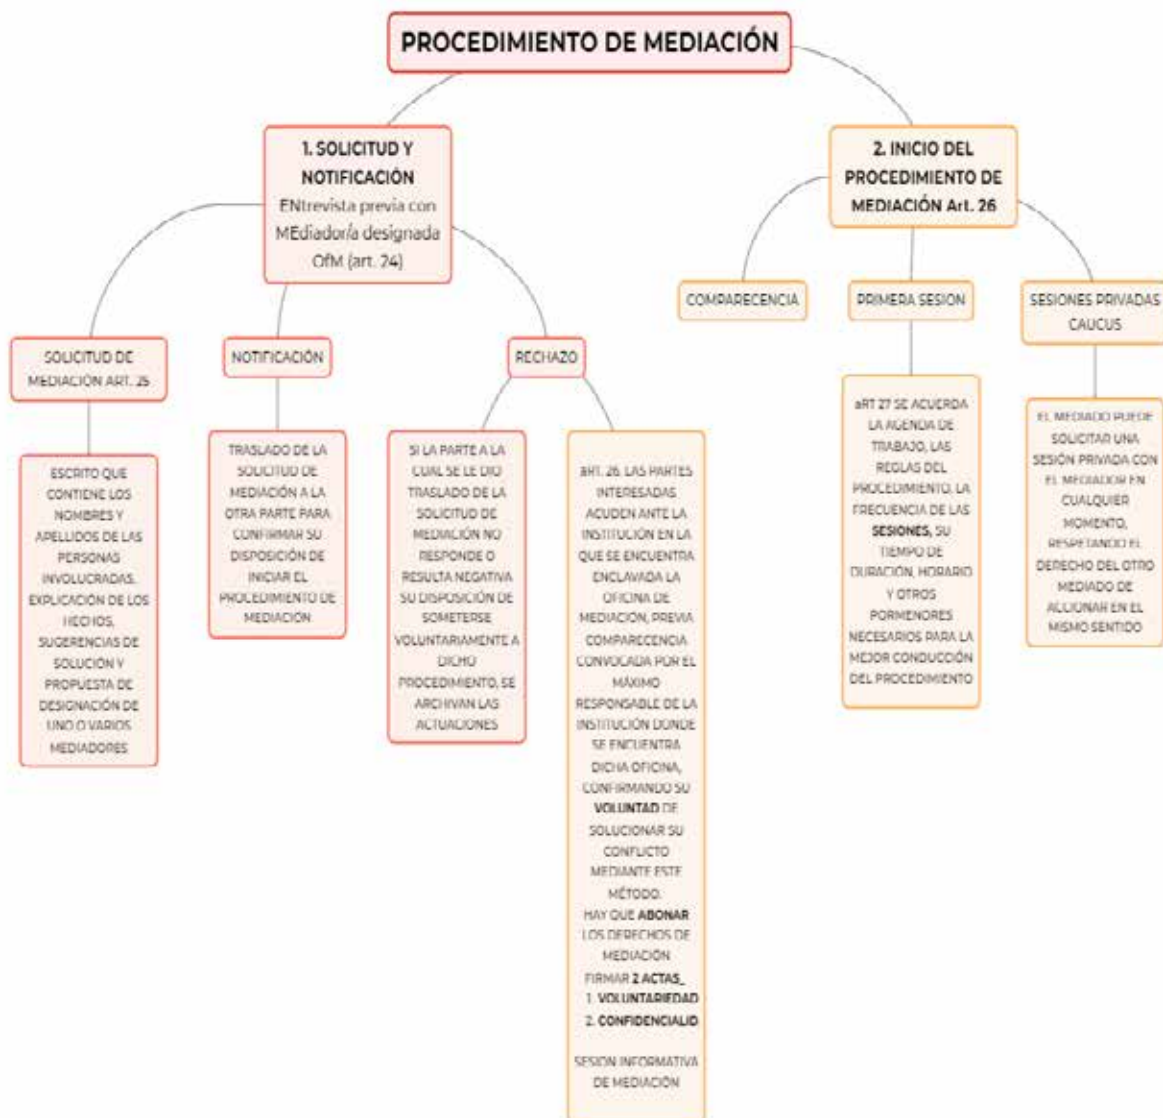 PROCEDIMIENTO DE MEDIACIÓN
1. SOLICITUD Y
NOTIFICACIÓN
ENtrevista previa con
MEdiador/a designada
OfM (art. 24)
2. INICIO DEL
PROCEDIMIENTO DE
MEDIACIÓN Art. 26
SOLICITUD DE
MEDIACIÓN ART. 25
NOTIFICACIÓN
RECHAZO
COMPARECENCIA
PRIMERA SESION
SESIONES PRIVADAS
CAUCUS
ESCRITO QUE
CONTIENE LOS
NOMBRES Y
APELLIDOS DE LAS
PERSONAS
INVOLUCRADAS,
EXPLICACIÓN DE LOS
HECHOS,
SUGERENCIAS DE
SOLUCIÓN Y
PROPUESTA DE
DESIGNACIÓN DE
UNO O VARIOS
MEDIADORES
TRASLADO DE LA
SOLICITUD DE
MEDIACIÓN A LA
OTRA PARTE PARA
CONFIRMAR SU
DISPOSICIÓN DE
INICIAR EL
PROCEDIMIENTO DE
MEDIACIÓN
SI LA PARTE A LA
CUAL SE LE DIO
TRASLADO DE LA
SOLICITUD DE
MEDIACIÓN NO
RESPONDE O
RESULTA NEGATIVA
SU DISPOSICIÓN DE
SOMETERSE
VOLUNTARIAMENTE A
DICHO
PROCEDIMIENTO, SE
ARCHIVAN LAS
ACTUACIONES
aRT. 26. LAS PARTES
INTERESADAS
ACUDEN ANTE LA
INSTITUCIÓN EN LA
QUE SE ENCUENTRA
ENCLAVADA LA
OFICINA DE
MEDIACIÓN, PREVIA
COMPARECENCIA
CONVOCADA POR EL
MÁXIMO
RESPONSABLE DE LA
INSTITUCIÓN DONDE
SE ENCUENTRA
DICHA OFICINA,
CONFIRMANDO SU
VOLUNTAD DE
SOLUCIONAR SU
CONFLICTO
MEDIANTE ESTE
MÉTODO.
HAY QUE ABONAR
LOS DERECHOS DE
MEDIACIÓN
FIRMAR 2 ACTAS_
1. VOLUNTARIEDAD
2. CONFIDENCIALID
SESION INFORMATIVA
DE MEDIACIÓN
aRT 27 SE ACUERDA
LA AGENDA DE
TRABAJO, LAS
REGLAS DEL
PROCEDIMIENTO, LA
FRECUENCIA DE LAS
SESIONES, SU
TIEMPO DE
DURACIÓN, HORARIO
Y OTROS
PORMENORES
NECESARIOS PARA LA
MEJOR CONDUCCIÓN
DEL PROCEDIMIENTO
EL MEDIADO PUEDE
SOLICITAR UNA
SESIÓN PRIVADA CON
EL MEDIADOR EN
CUALQUIER
MOMENTO,
RESPETANDO EL
DERECHO DEL OTRO
MEDIADO DE
ACCIONAR EN EL
MISMO SENTIDO